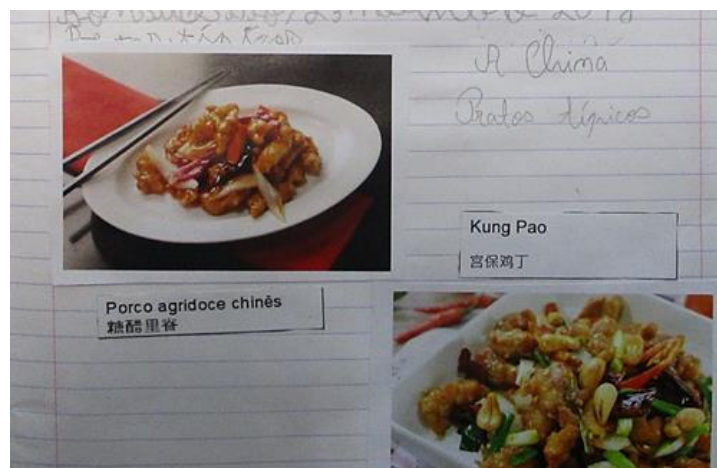 A China
Pratos típicos
Kung Pao
宫保鸡丁
Porco agridoce chinês
糖醋里脊